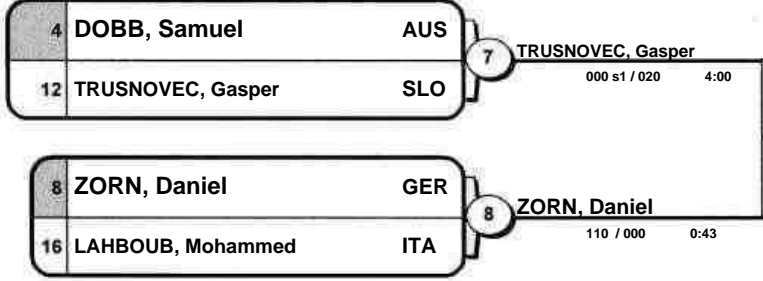 4 DOBB, Samuel AUS
12 TRUSNOVEC, Gasper SLO
7 TRUSNOVEC, Gasper
000 s1 / 020 4:00
8 ZORN, Daniel GER
16 LAHBOUB, Mohammed ITA
8 ZORN, Daniel
110 / 000 0:43